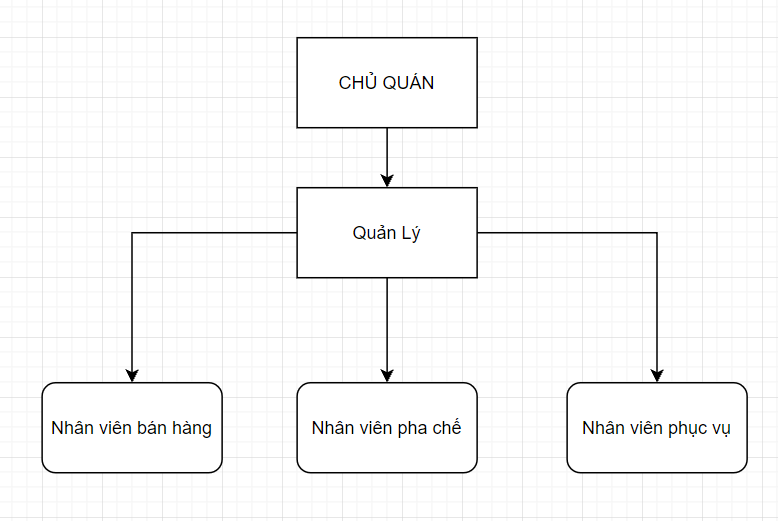 CHỦ QUÁN
Quản Lý
Nhân viên bán hàng
Nhân viên pha chế
Nhân viên phục vụ